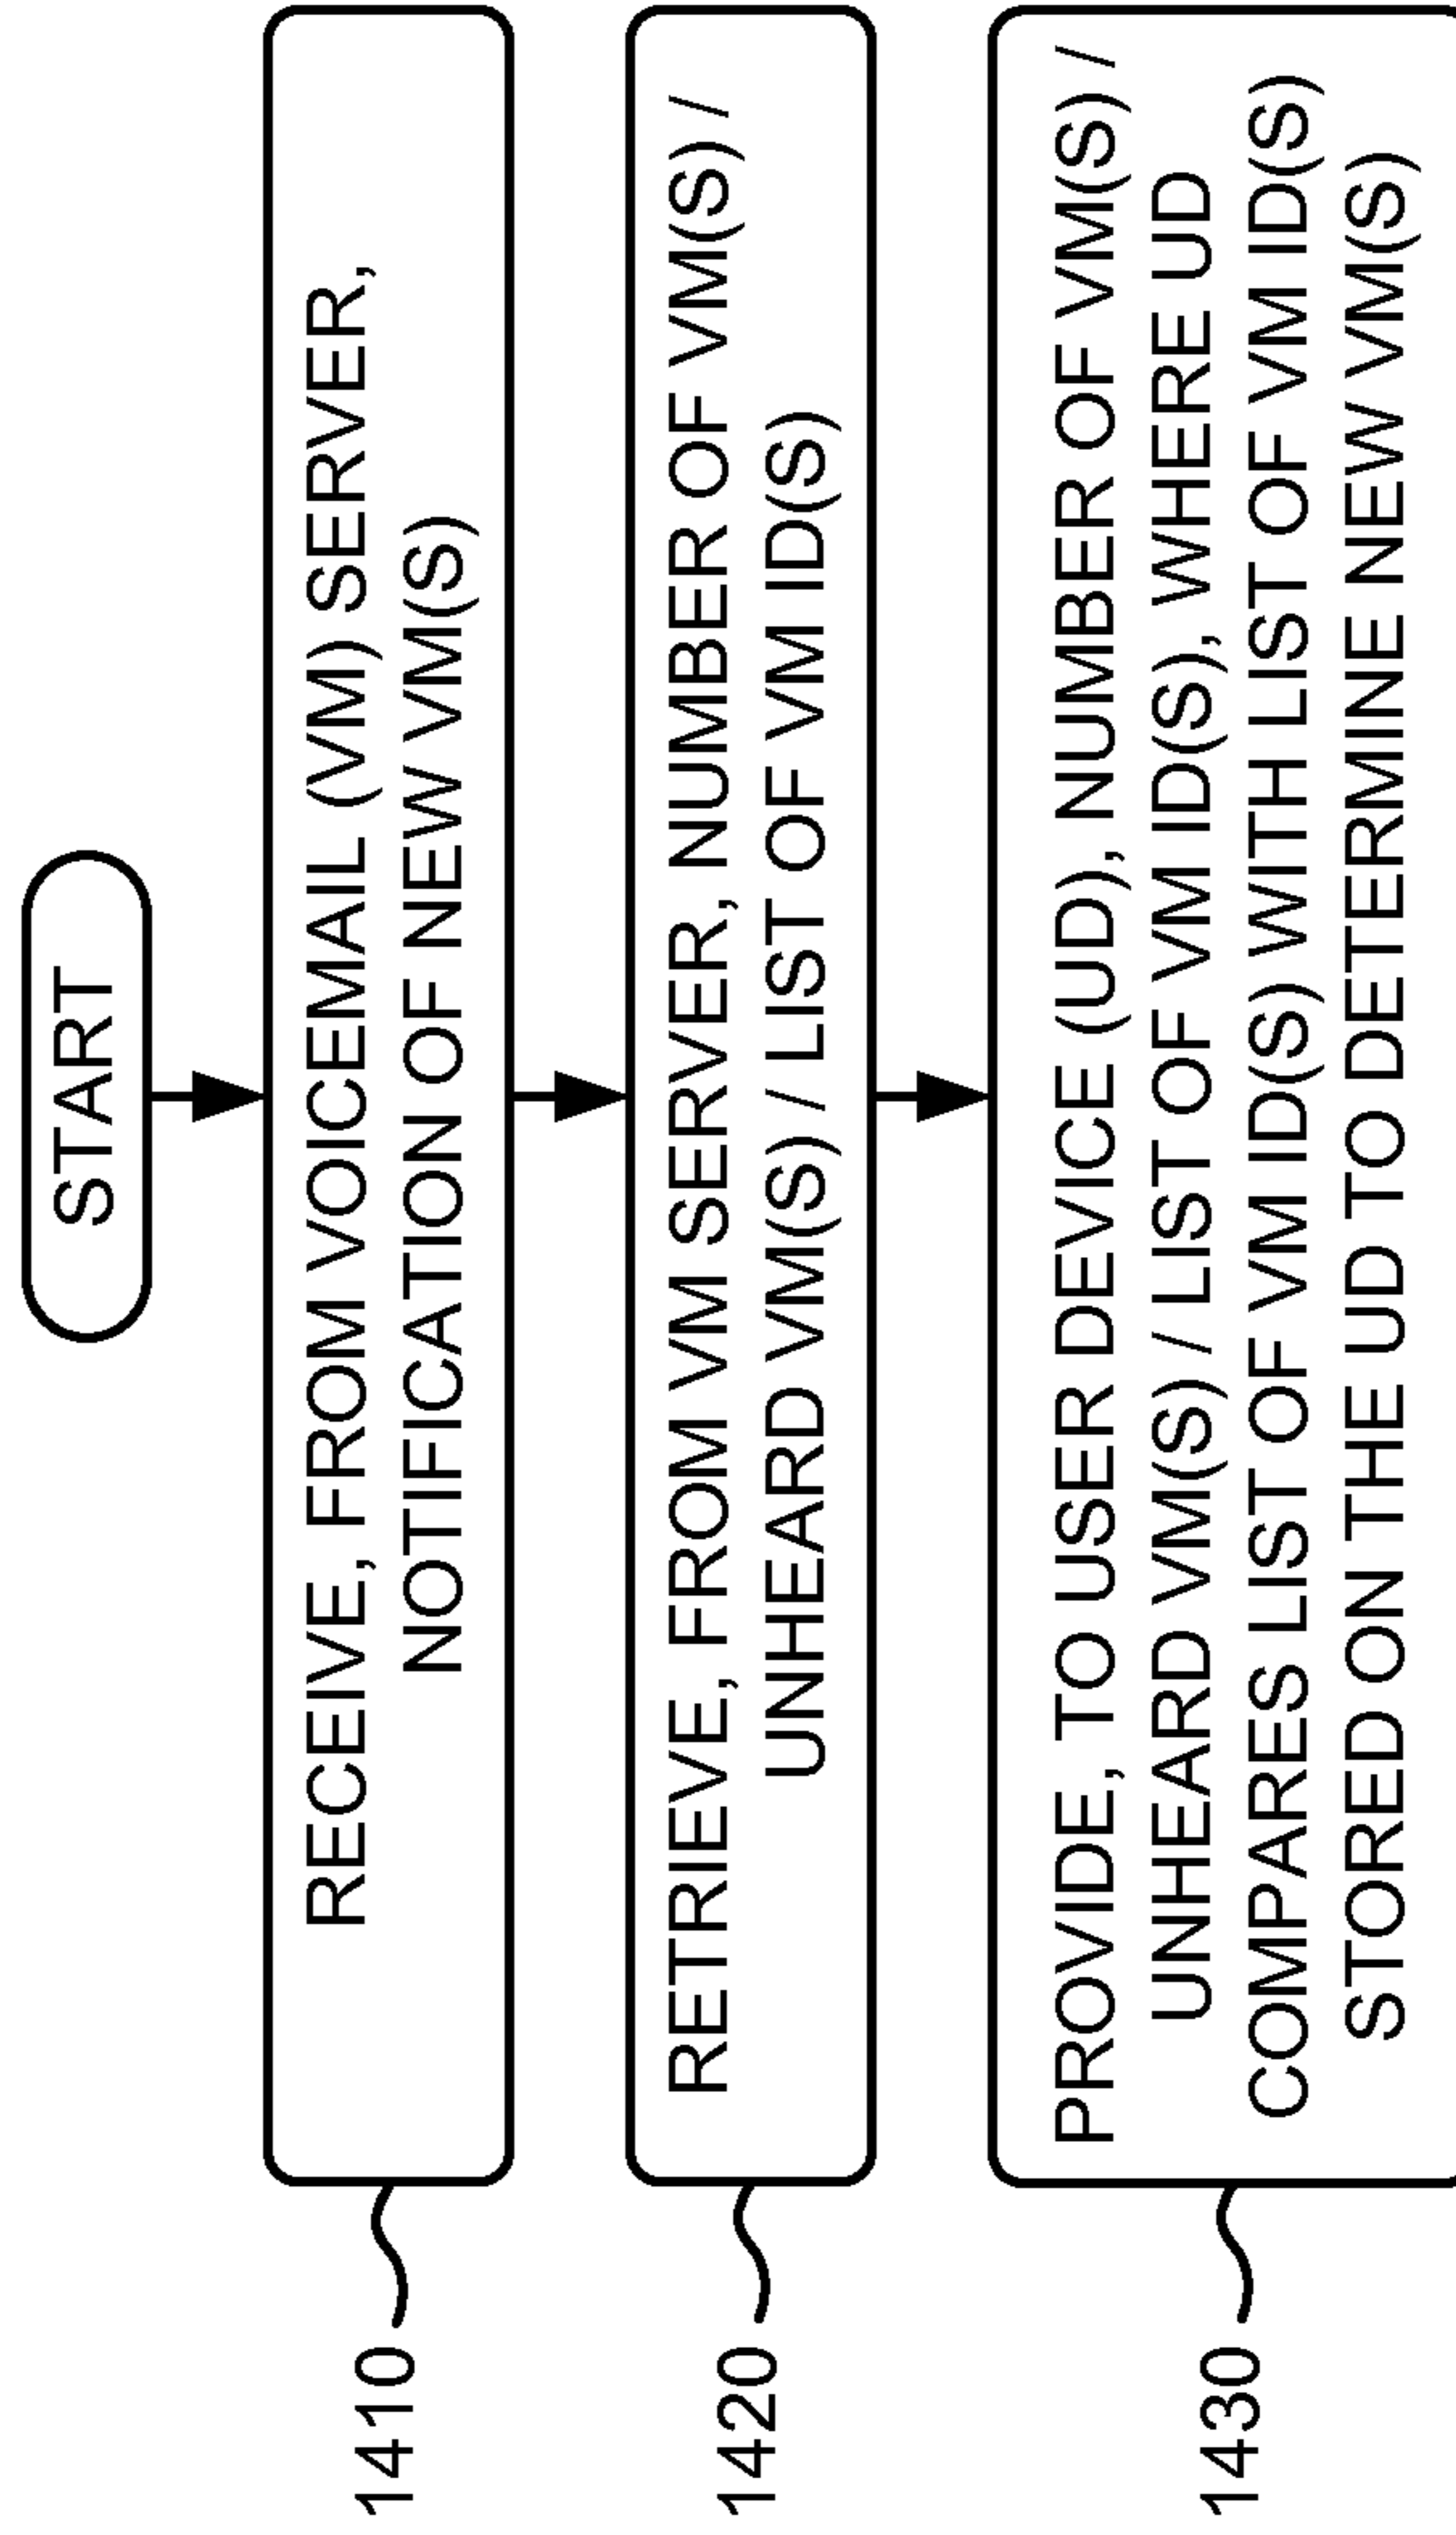 START
1410
RECEIVE, FROM VOICEMAIL (VM) SERVER,
NOTIFICATION OF NEW VM(S)
1420
RETRIEVE, FROM VM SERVER, NUMBER OF VM(S) /
UNHEARD VM(S) / LIST OF VM ID(S)
1430
PROVIDE, TO USER DEVICE (UD), NUMBER OF VM(S) /
UNHEARD VM(S) / LIST OF VM ID(S), WHERE UD
COMPARES LIST OF VM ID(S) WITH LIST OF VM ID(S)
STORED ON THE UD TO DETERMINE NEW VM(S)